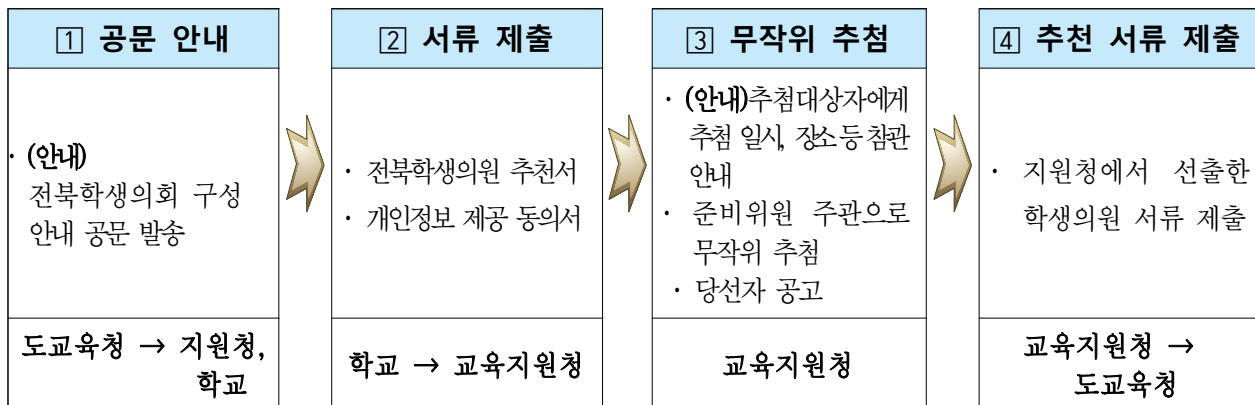 1 공문 안내
· (안내)
전북학생의회 구성
안내 공문 발송
도교육청 → 지원청,
학교
2 서류 제출
· 전북학생의원 추천서
· 개인정보 제공 동의서
학교 → 교육지원청
3 무작위 추첨
· (안내)추첨대상자에게
추첨 일시, 장소 등 참관
안내
· 준비위원 주관으로
무작위 추첨
· 당선자 공고
교육지원청
4 추천 서류 제출
· 지원청에서 선출한
학생의원 서류 제출
교육지원청 →
도교육청